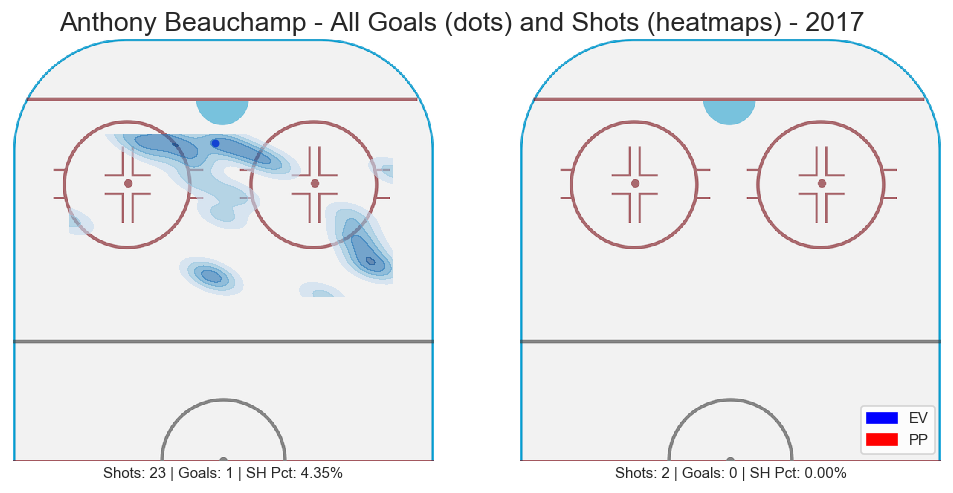 Anthony Beauchamp - All Goals (dots) and Shots (heatmaps) - 2017
EV
PP
Shots: 23 | Goals: 1 | SH Pct: 4.35%
Shots: 2 | Goals: 0 | SH Pct: 0.00%